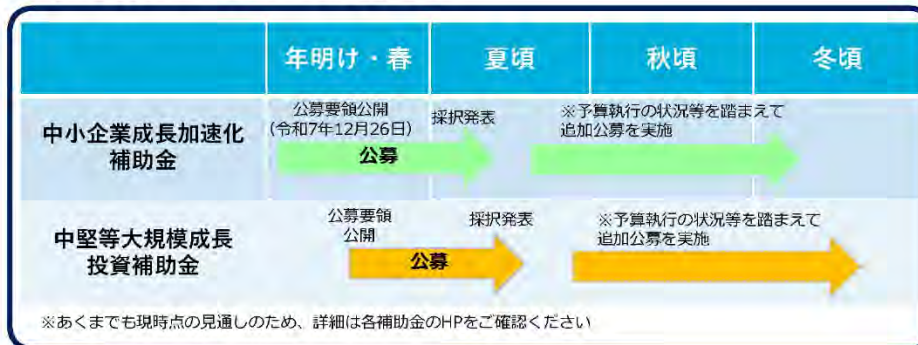 年明け・春 夏頃 秋頃 冬頃
中小企業成長加速化
補助金
公募要領公開
(令和7年12月26日)
公募
採択発表
※予算執行の状況等を踏まえて
追加公募を実施
中堅等大規模成長
投資補助金
公募要領
公開
公募
採択発表
※予算執行の状況等を踏まえて
追加公募を実施
※あくまでも現時点の見通しのため、詳細は各補助金のHPをご確認ください